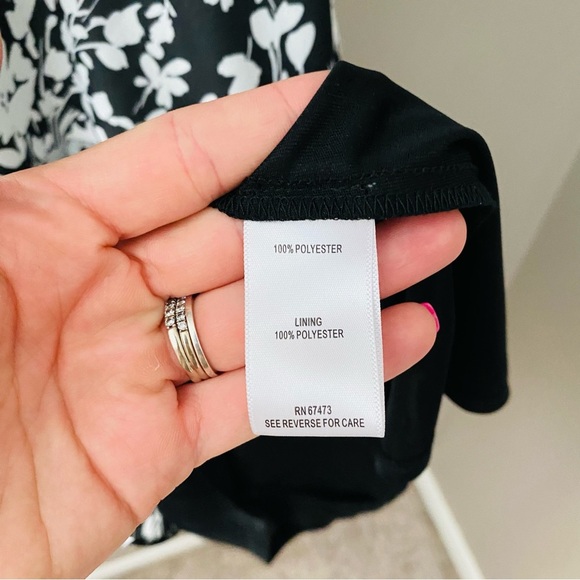 100% POLYESTER
LINING
100% POLYESTER
RN 67473
SEE REVERSE FOR CARE